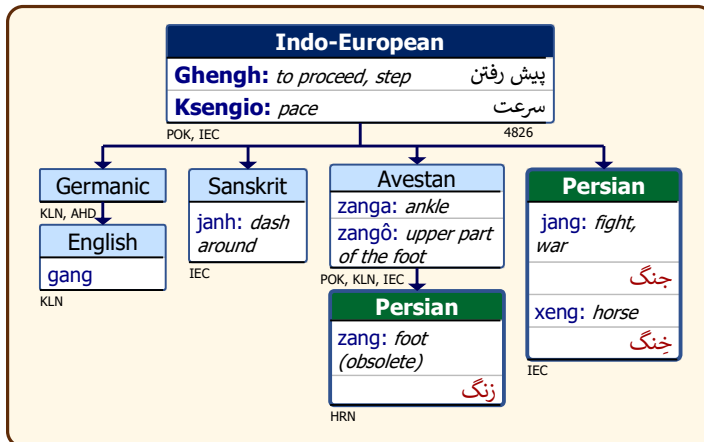 Indo-European
Ghengh: to proceed, step پیش رفتن
Ksengio: pace سرعت
POK, IEC 4826
Germanic
KLN, AHD
English
gang
KLN
Sanskrit
janh: dash
around
IEC
Avestan
zanga: ankle
zangô: upper part
of the foot
POK, KLN, IEC
Persian
zang: foot
(obsolete)
زنگ
HRN
Persian
jang: fight,
war
جنگ
xeng: horse
خِنگ
IEC